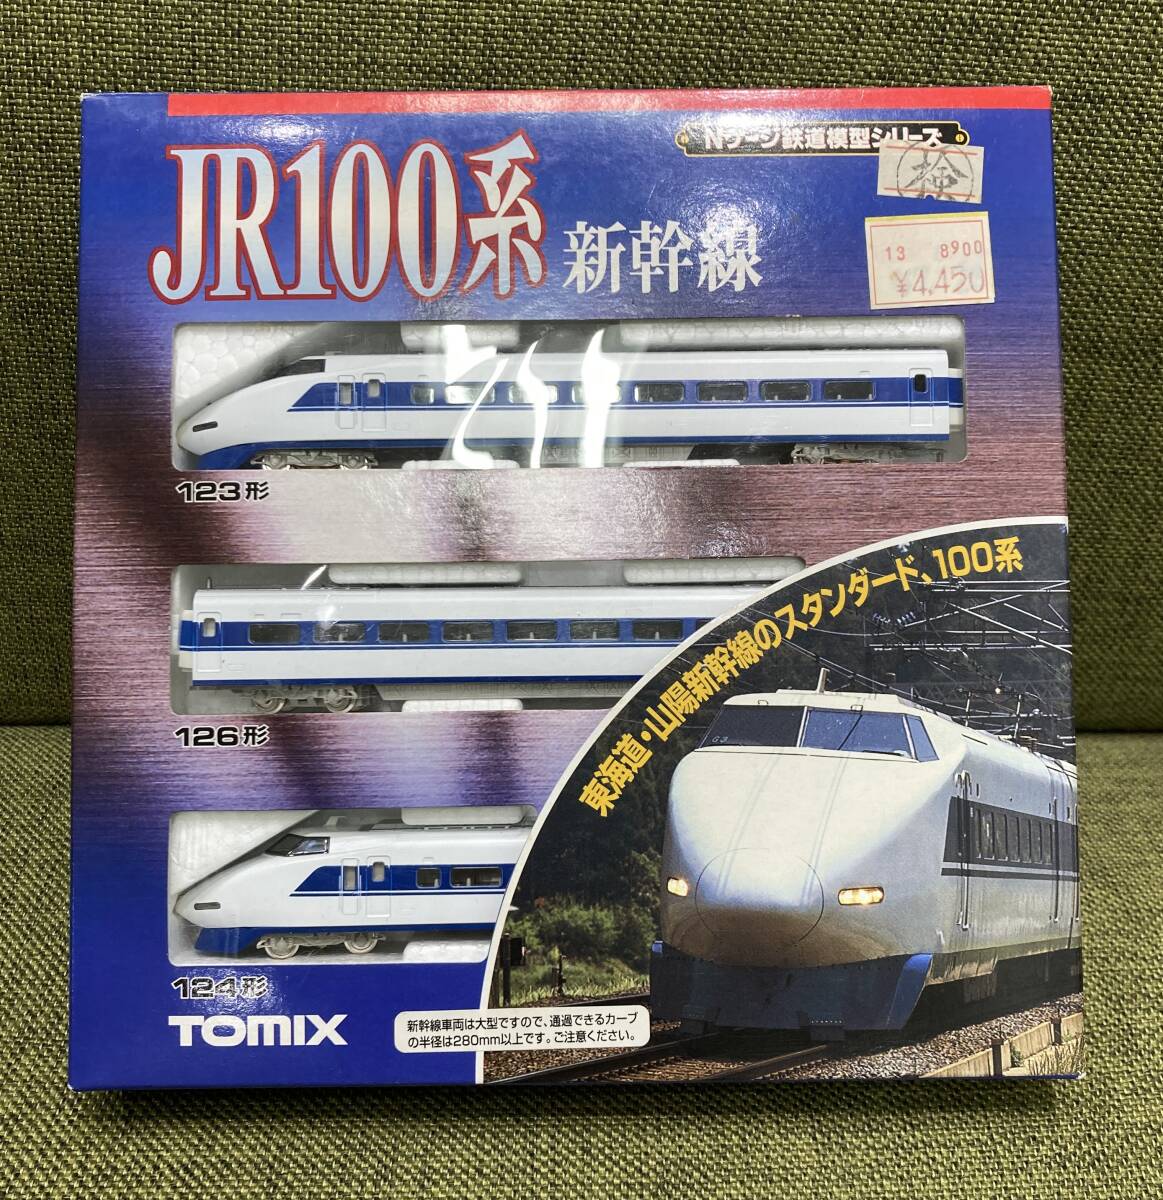 Nゲージ鉄道模型シリーズ
JR100系 新幹線
検
13 8900
¥4,450
123形
126形
124形
東海道・山陽新幹線のスタンダード、100系
G3
TOMIX
新幹線車両は大型ですので、通過できるカーブ
の半径は280mm以上です。ご注意ください。